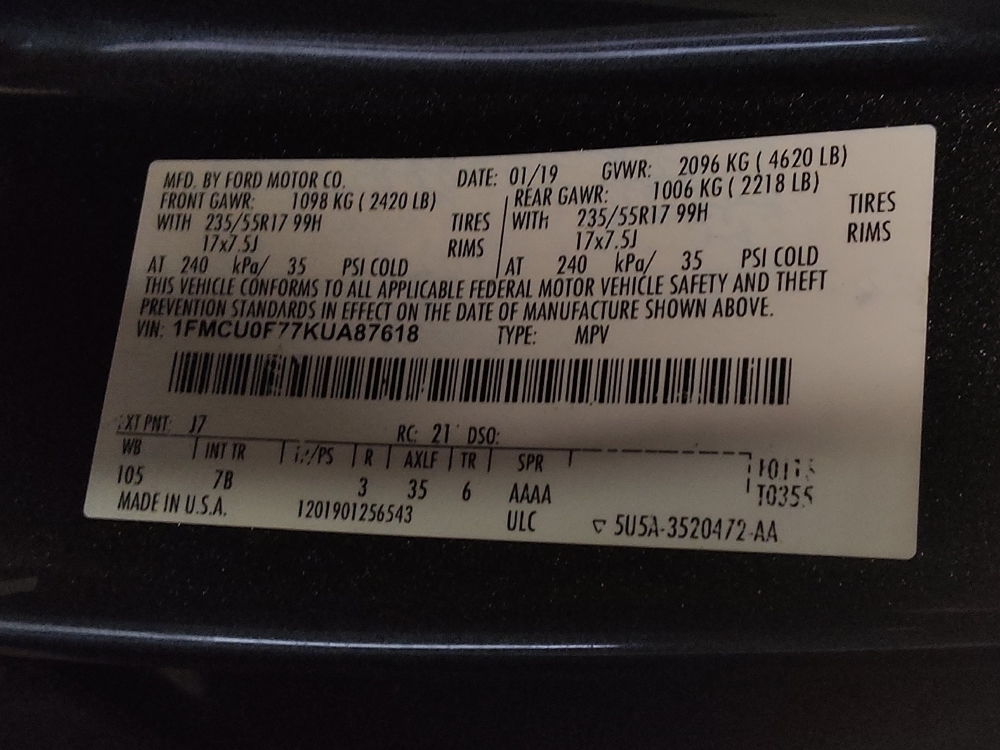 MFD. BY FORD MOTOR CO. DATE: 01/19 GVWR: 2096 KG ( 4620 LB)
FRONT GAWR: 1098 KG ( 2420 LB) REAR GAWR: 1006 KG ( 2218 LB)
WITH 235/55R17 99H TIRES WITH 235/55R17 99H TIRES
17x7.5J RIMS 17x7.5J RIMS
AT 240 kPa/ 35 PSI COLD AT 240 kPa/ 35 PSI COLD
THIS VEHICLE CONFORMS TO ALL APPLICABLE FEDERAL MOTOR VEHICLE SAFETY AND THEFT
PREVENTION STANDARDS IN EFFECT ON THE DATE OF MANUFACTURE SHOWN ABOVE.
VIN: 1FMCU0F77KUA87618 TYPE: MPV
PNT: J7 RC: 21 DSO:
WB INT TR R AXLE TR SPR
105 7B 3 35 6 AAAA T0355
MADE IN U.S.A. 1201901256543 ULC 5U5A-3520472-AA